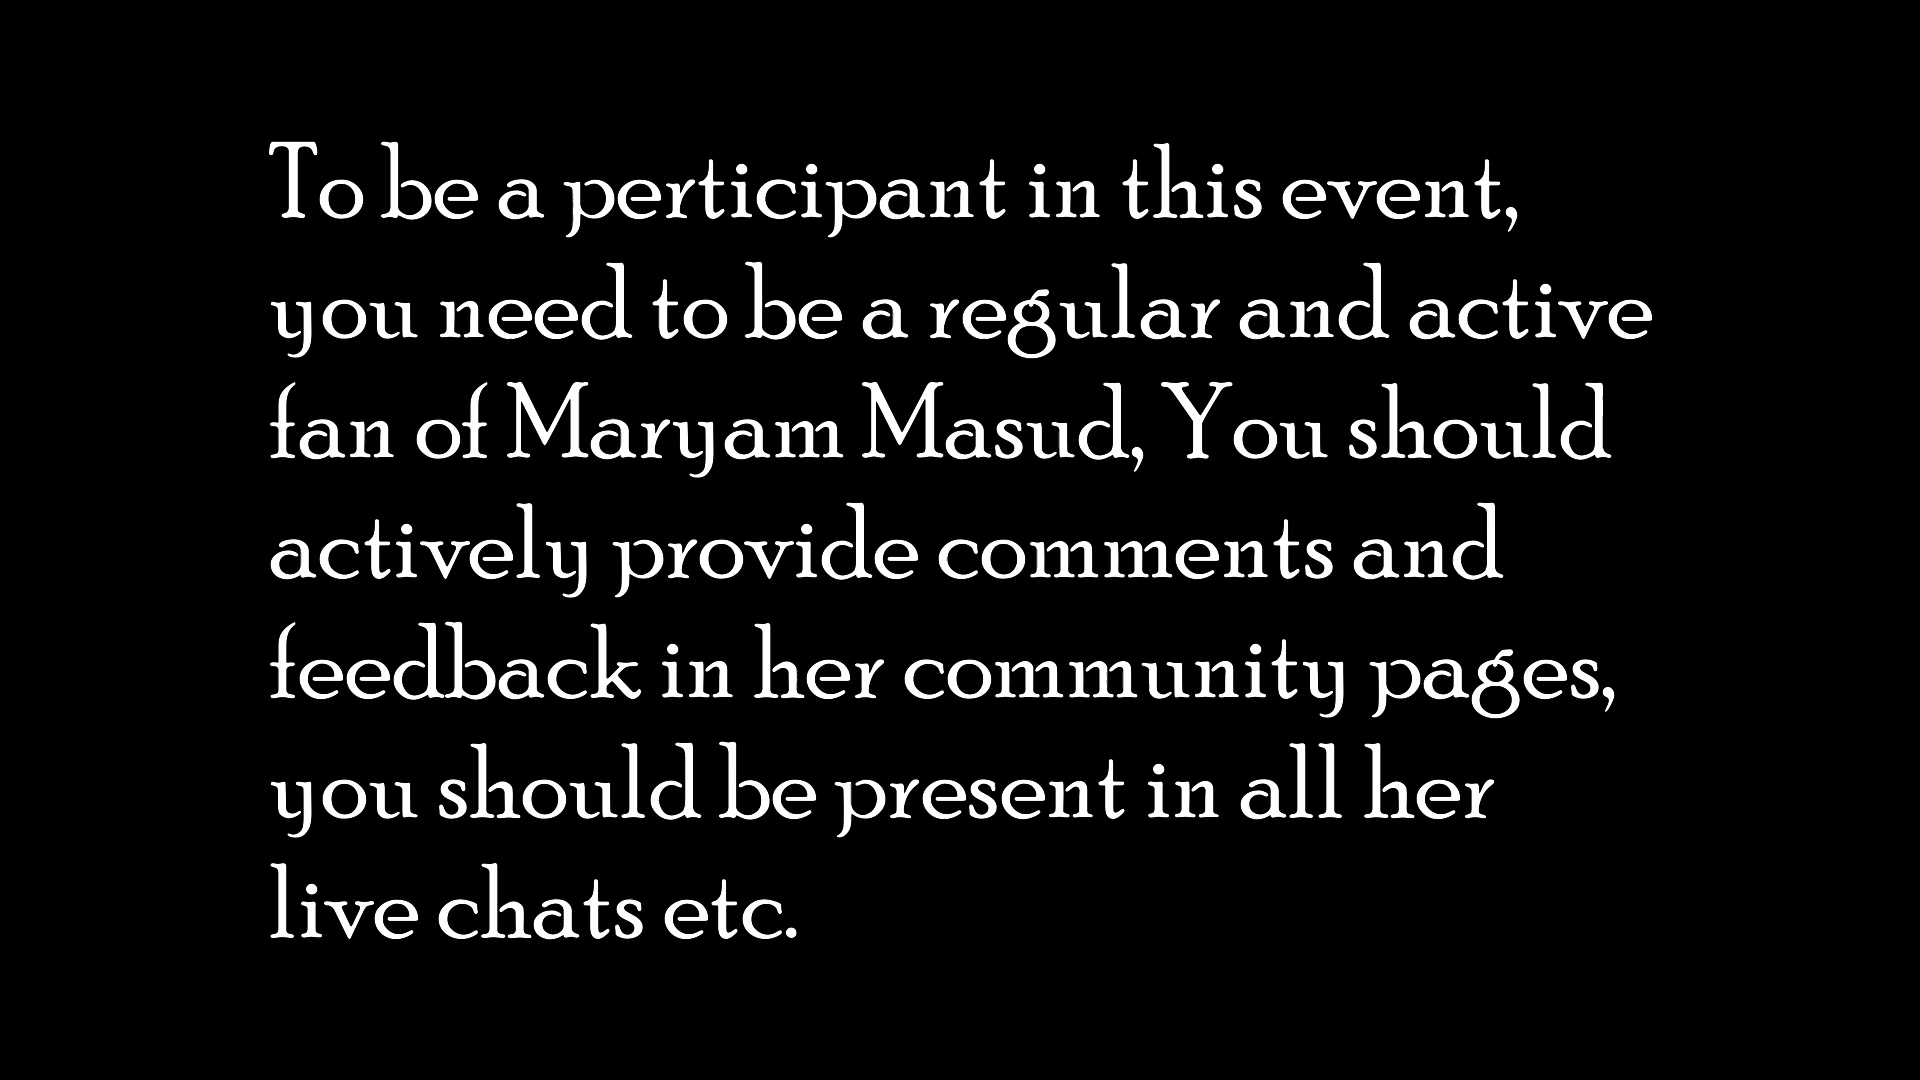 To be a perticipant in this event,
you need to be a regular and active
fan of Maryam Masud, You should
actively provide comments and
feedback in her community pages,
you should be present in all her
live chats etc.